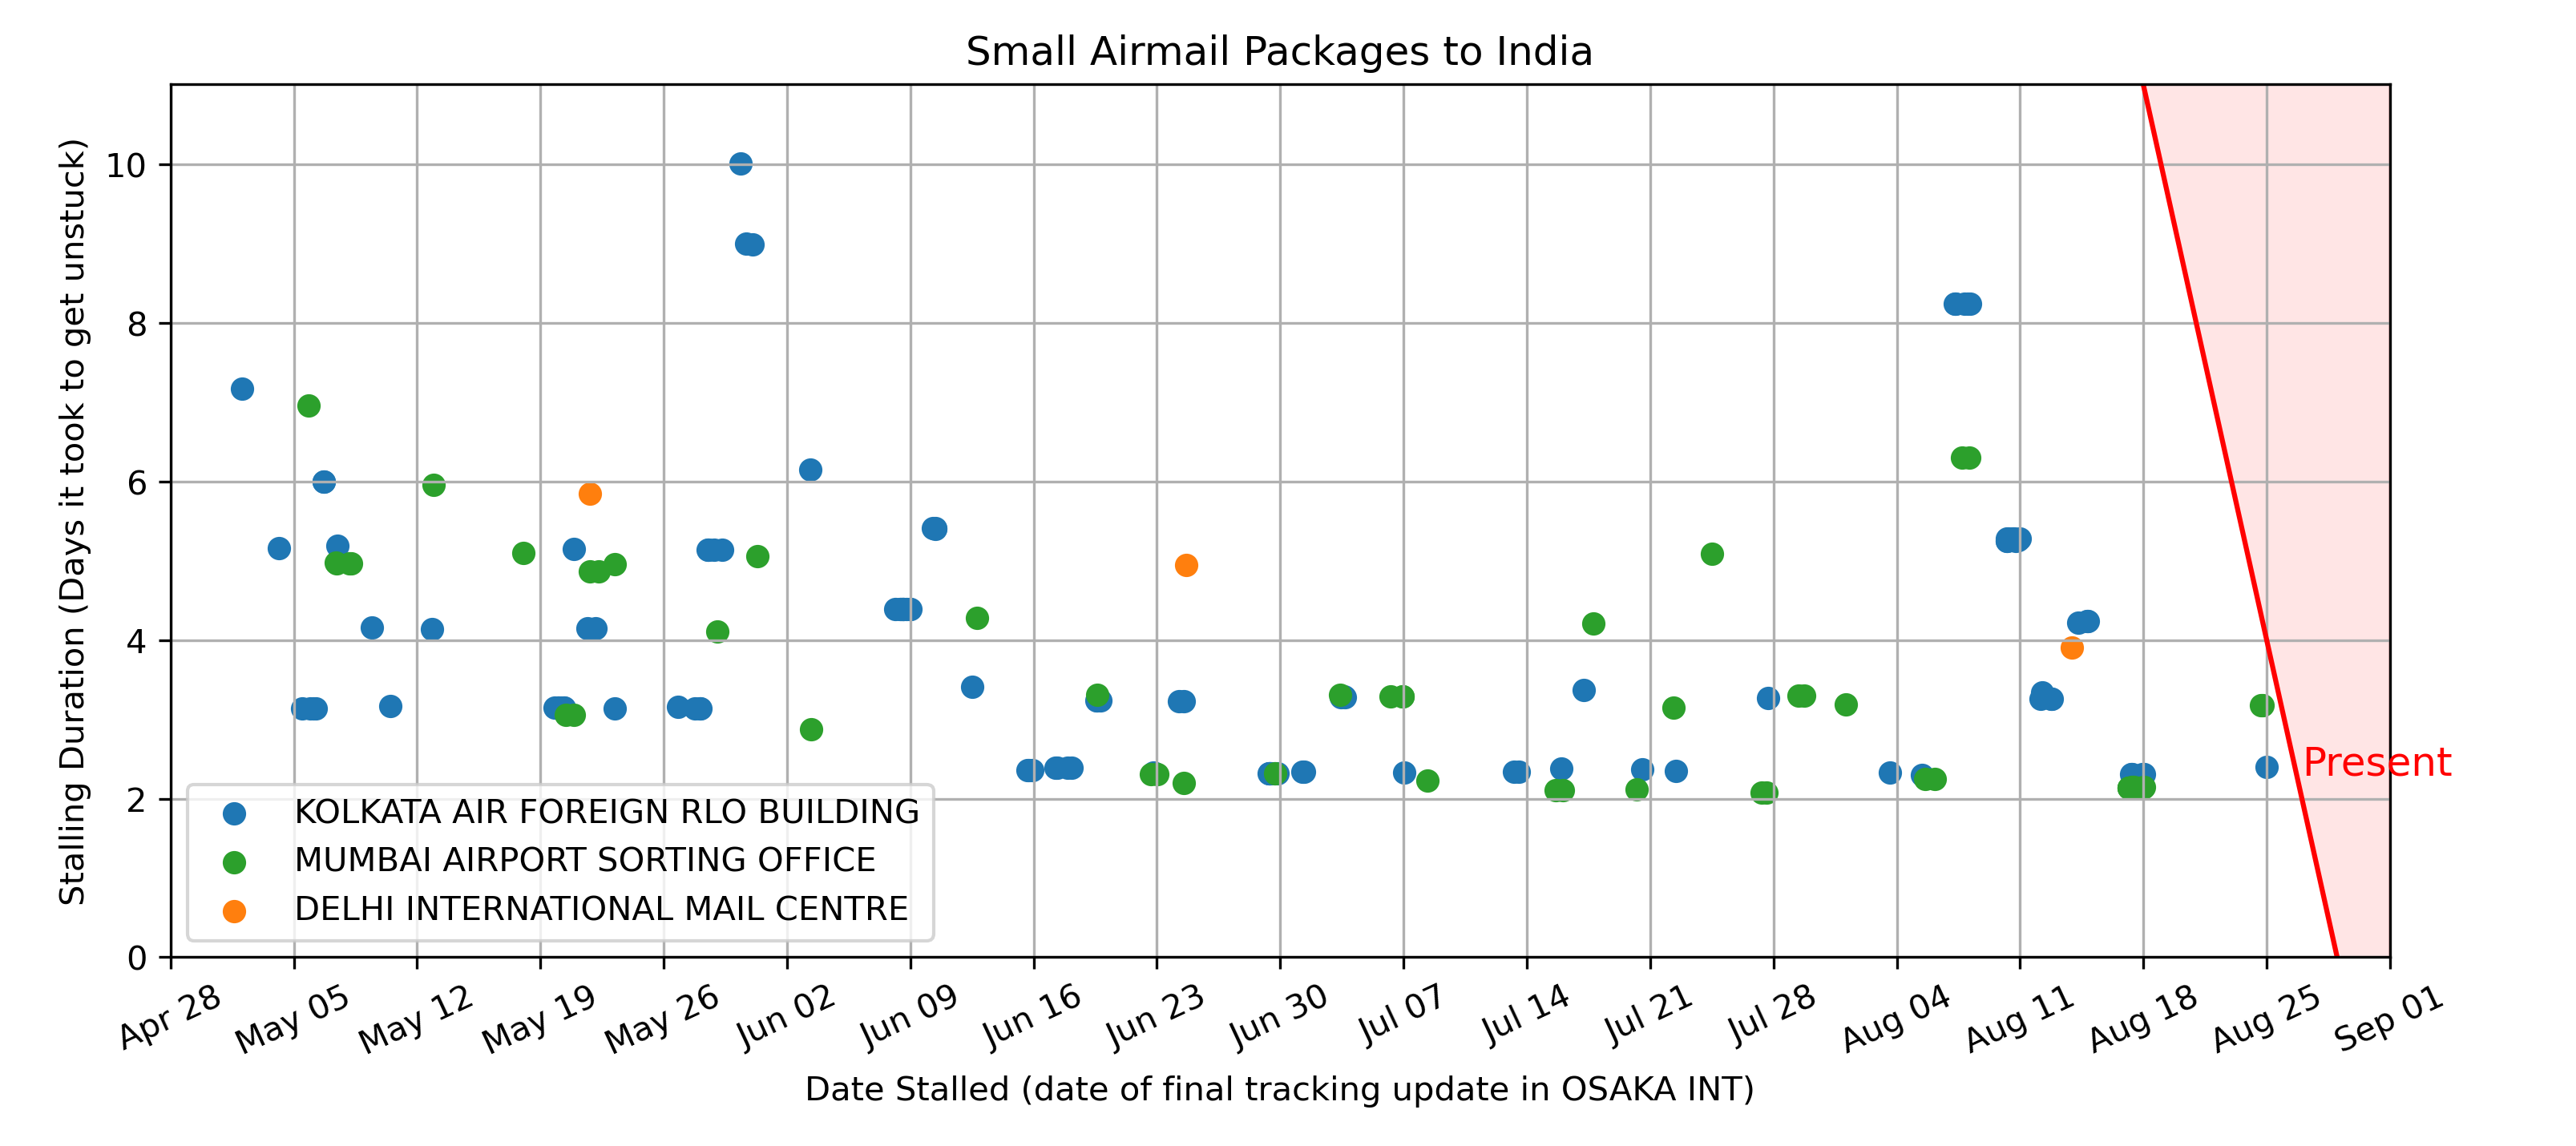 Small Airmail Packages to India
Stalling Duration (Days it took to get unstuck)
10
8
6
4
2
0
Present
KOLKATA AIR FOREIGN RLO BUILDING
MUMBAI AIRPORT SORTING OFFICE
DELHI INTERNATIONAL MAIL CENTRE
Apr 28 May 05 May 12 May 19 May 26 Jun 02 Jun 09 Jun 16 Jun 23 Jun 30 Jul 07 Jul 14 Jul 21 Jul 28 Aug 04 Aug 11 Aug 18 Aug 25 Sep 01
Date Stalled (date of final tracking update in OSAKA INT)